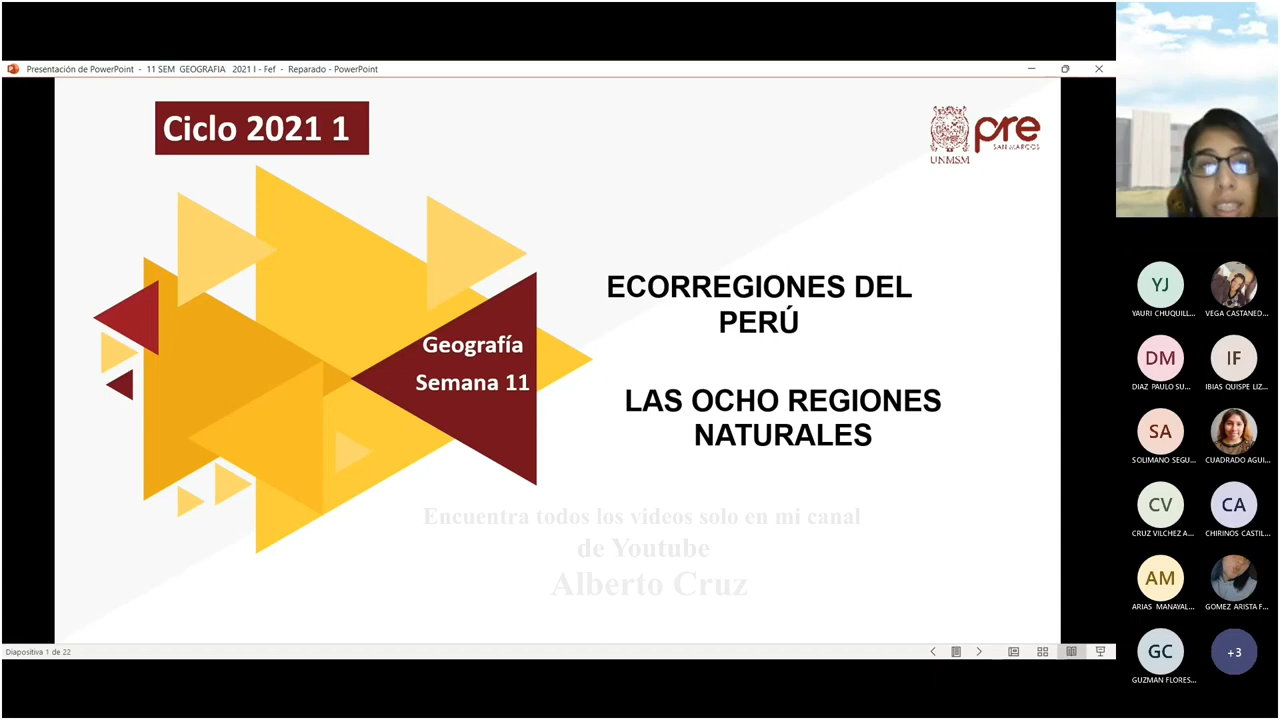 Presentación de PowerPoint - 11 SEM GEOGRAFIA 2021 I - Fef - Reparado - PowerPoint
Ciclo 2021 1
UNMSM
pre
SAN MARCOS
ECORREGIONES DEL
PERÚ
Geografía
Semana 11
LAS OCHO REGIONES
NATURALES
Encuentra todos los videos solo en mi canal
de Youtube
Alberto Cruz
Diapositiva 1 de 22
YJ
YAURI CHUQUILL...
VEGA CASTANED...
DM
DIAZ PAULO SU...
IF
IBIAS QUISPE LIZ...
SA
SOLIMANO SEGU...
CUADRADO AGUI...
CV
CRUZ VILCHEZ A...
CA
CHIRINOS CASTIL...
AM
ARIAS MANAYAL...
GOMEZ ARISTA F...
GC
GUZMAN FLORES...
+3